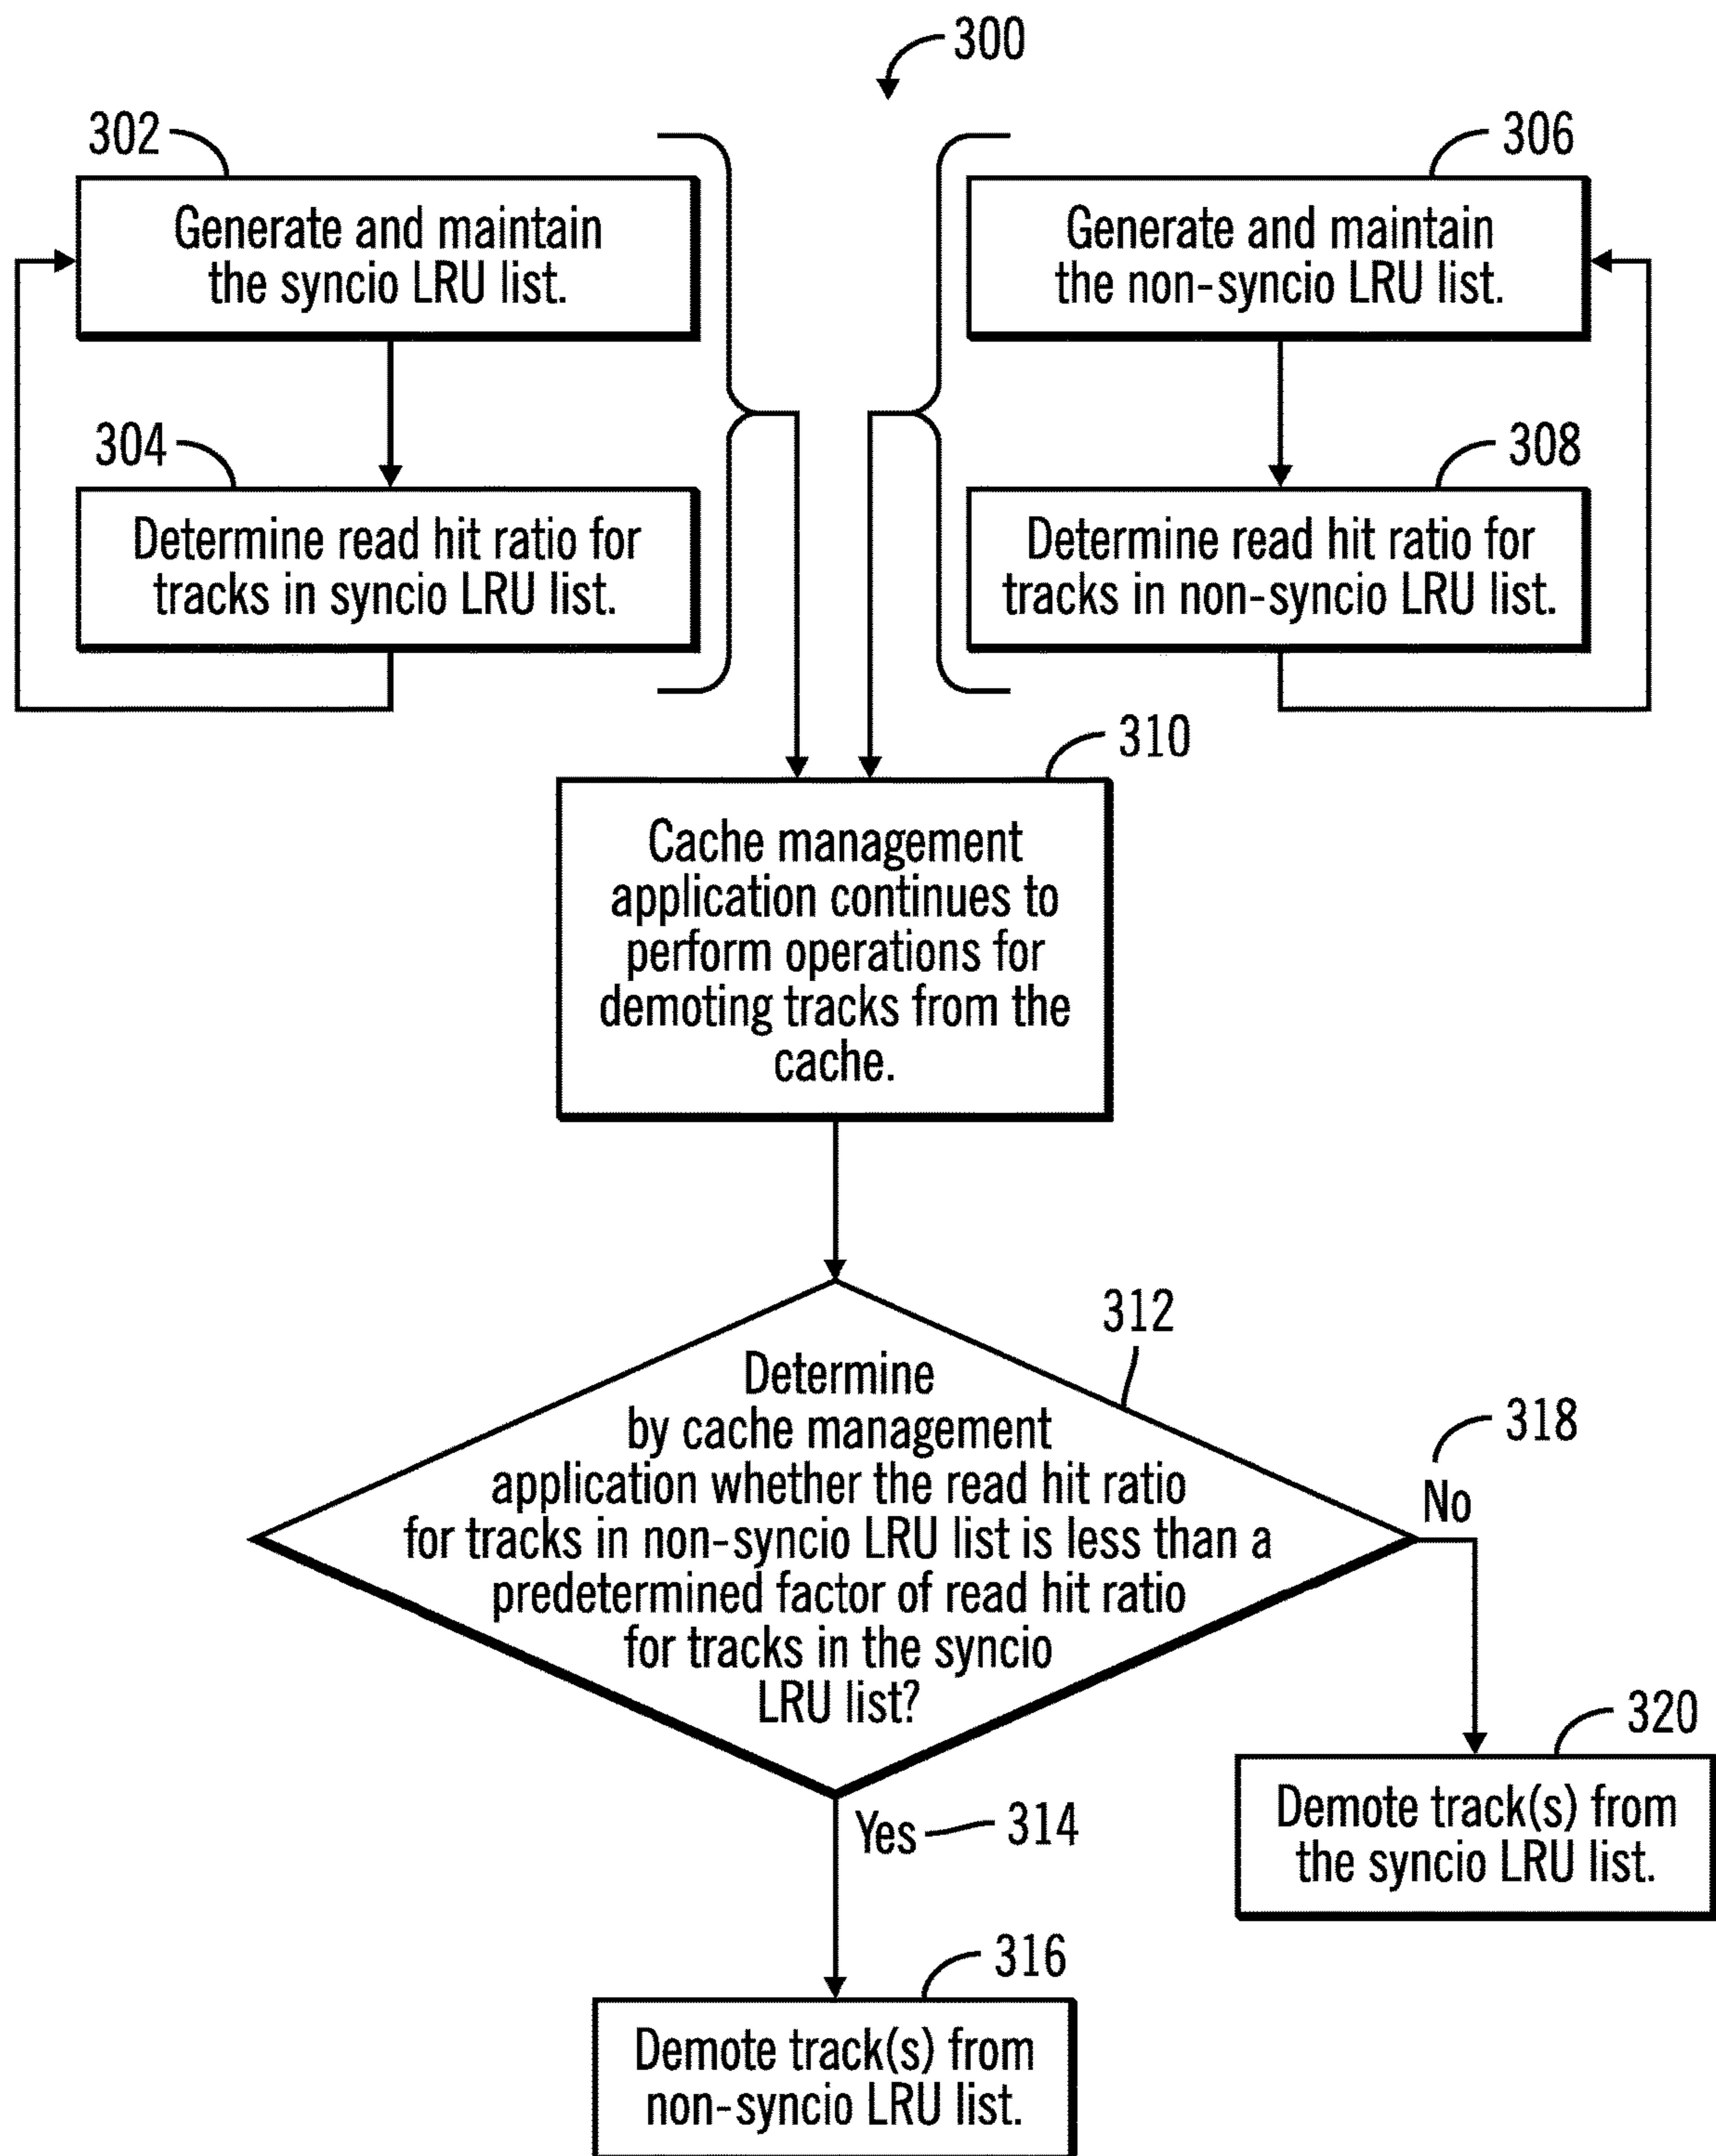 300
302
Generate and maintain
the syncio LRU list.
304
Determine read hit ratio for
tracks in syncio LRU list.
306
Generate and maintain
the non-syncio LRU list.
308
Determine read hit ratio for
tracks in non-syncio LRU list.
310
Cache management
application continues to
perform operations for
demoting tracks from the
cache.
312
Determine
by cache management
application whether the read hit ratio
for tracks in non-syncio LRU list is less than a
predetermined factor of read hit ratio
for tracks in the syncio
LRU list?
318
No
320
Demote track(s) from
the syncio LRU list.
Yes 314
316
Demote track(s) from
non-syncio LRU list.